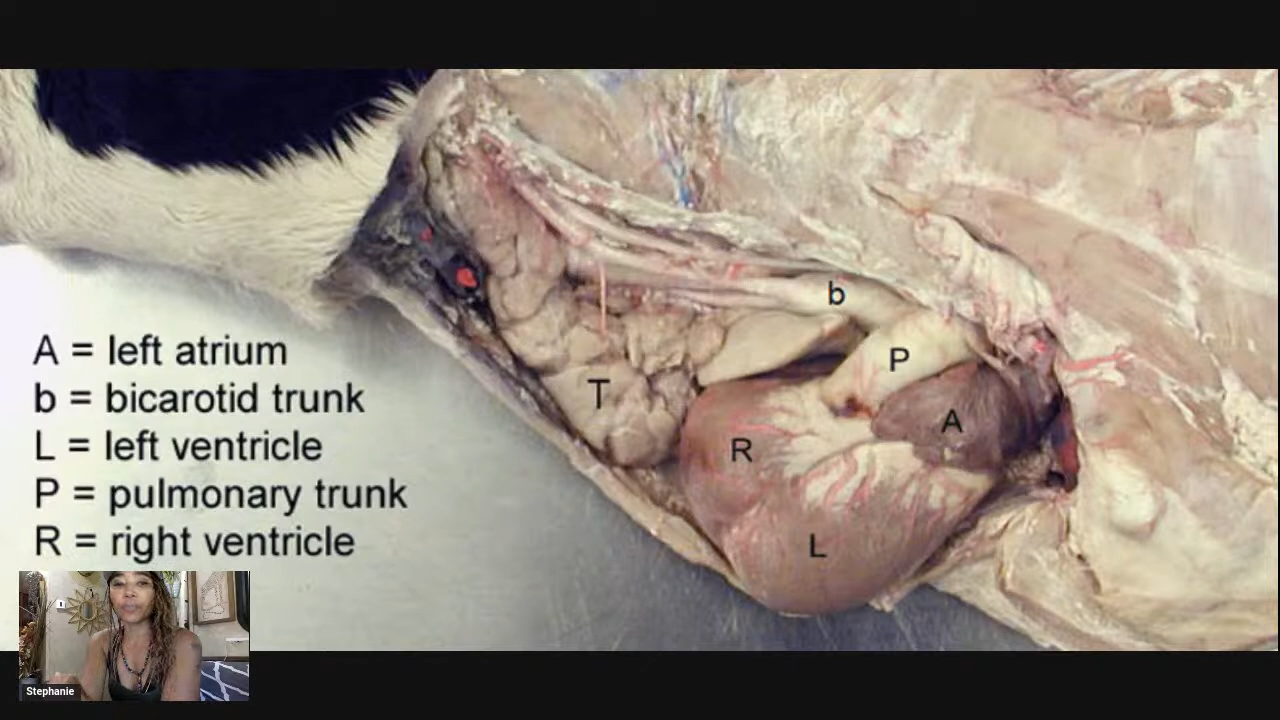 b
P
A
T
R
L
A = left atrium
b = bicarotid trunk
L = left ventricle
P = pulmonary trunk
R = right ventricle
Stephanie